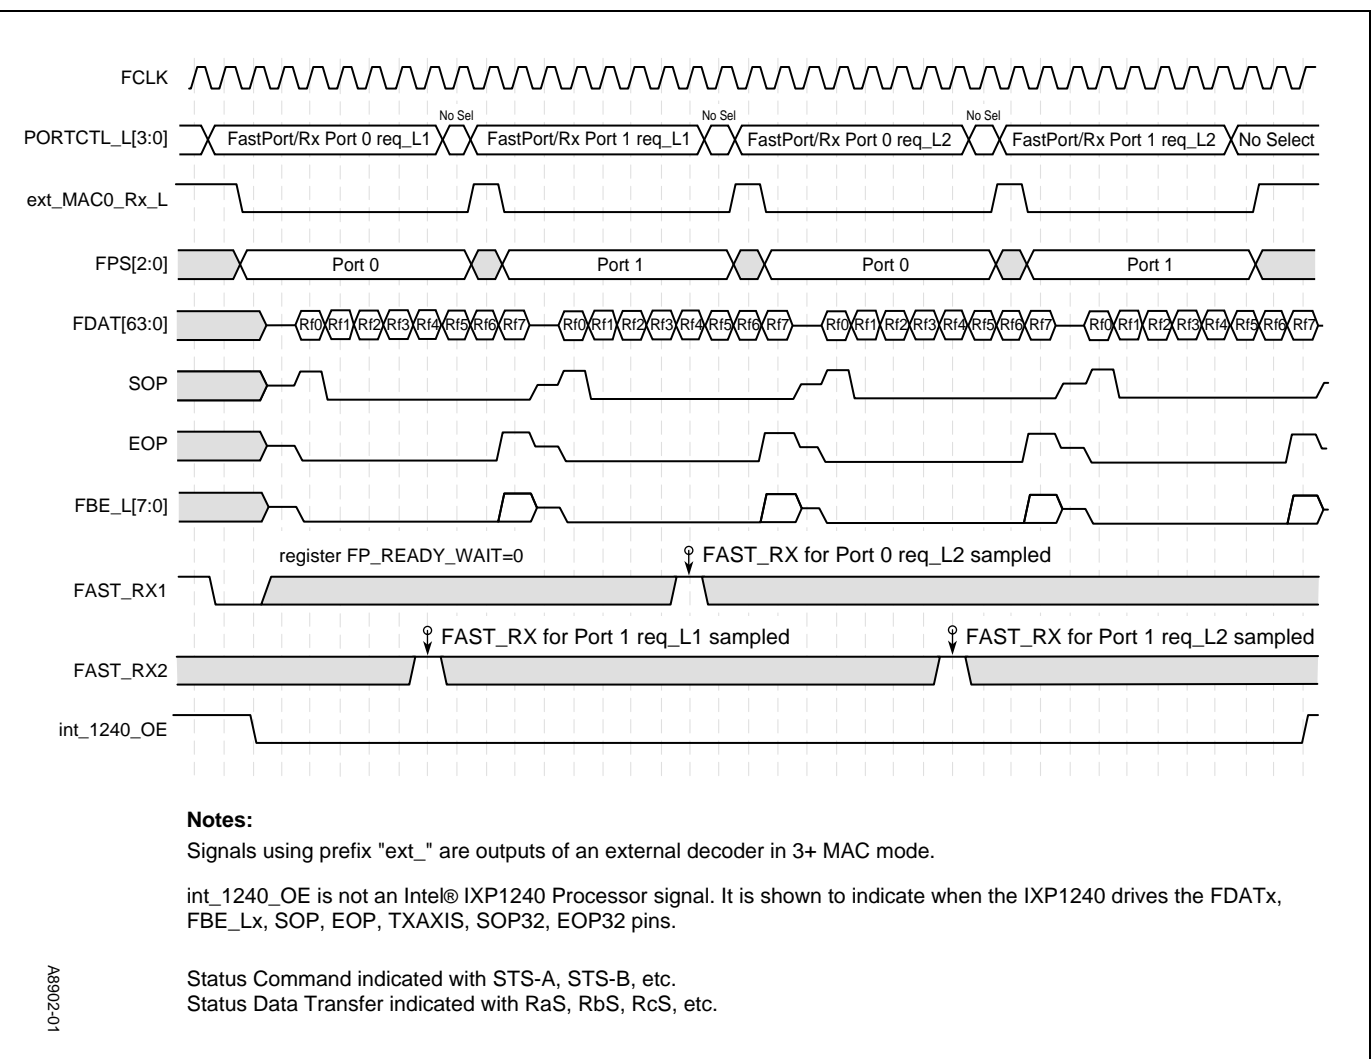 FCLK
No Sel No Sel No Sel
PORTCTL_L[3:0] FastPort/Rx Port 0 req_L1 FastPort/Rx Port 1 req_L1 FastPort/Rx Port 0 req_L2 FastPort/Rx Port 1 req_L2 No Select
ext_MAC0_Rx_L
FPS[2:0] Port 0 Port 1 Port 0 Port 1
FDAT[63:0] Rf0 Rf1 Rf2 Rf3 Rf4 Rf5 Rf6 Rf7 Rf0 Rf1 Rf2 Rf3 Rf4 Rf5 Rf6 Rf7 Rf0 Rf1 Rf2 Rf3 Rf4 Rf5 Rf6 Rf7 Rf0 Rf1 Rf2 Rf3 Rf4 Rf5 Rf6 Rf7
SOP
EOP
FBE_L[7:0]
register FP_READY_WAIT=0 FAST_RX for Port 0 req_L2 sampled
FAST_RX1
FAST_RX for Port 1 req_L1 sampled FAST_RX for Port 1 req_L2 sampled
FAST_RX2
int_1240_OE
Notes:
Signals using prefix "ext_" are outputs of an external decoder in 3+ MAC mode.
int_1240_OE is not an Intel® IXP1240 Processor signal. It is shown to indicate when the IXP1240 drives the FDATx,
FBE_Lx, SOP, EOP, TXAXIS, SOP32, EOP32 pins.
Status Command indicated with STS-A, STS-B, etc.
Status Data Transfer indicated with RaS, RbS, RcS, etc.
A8902-01